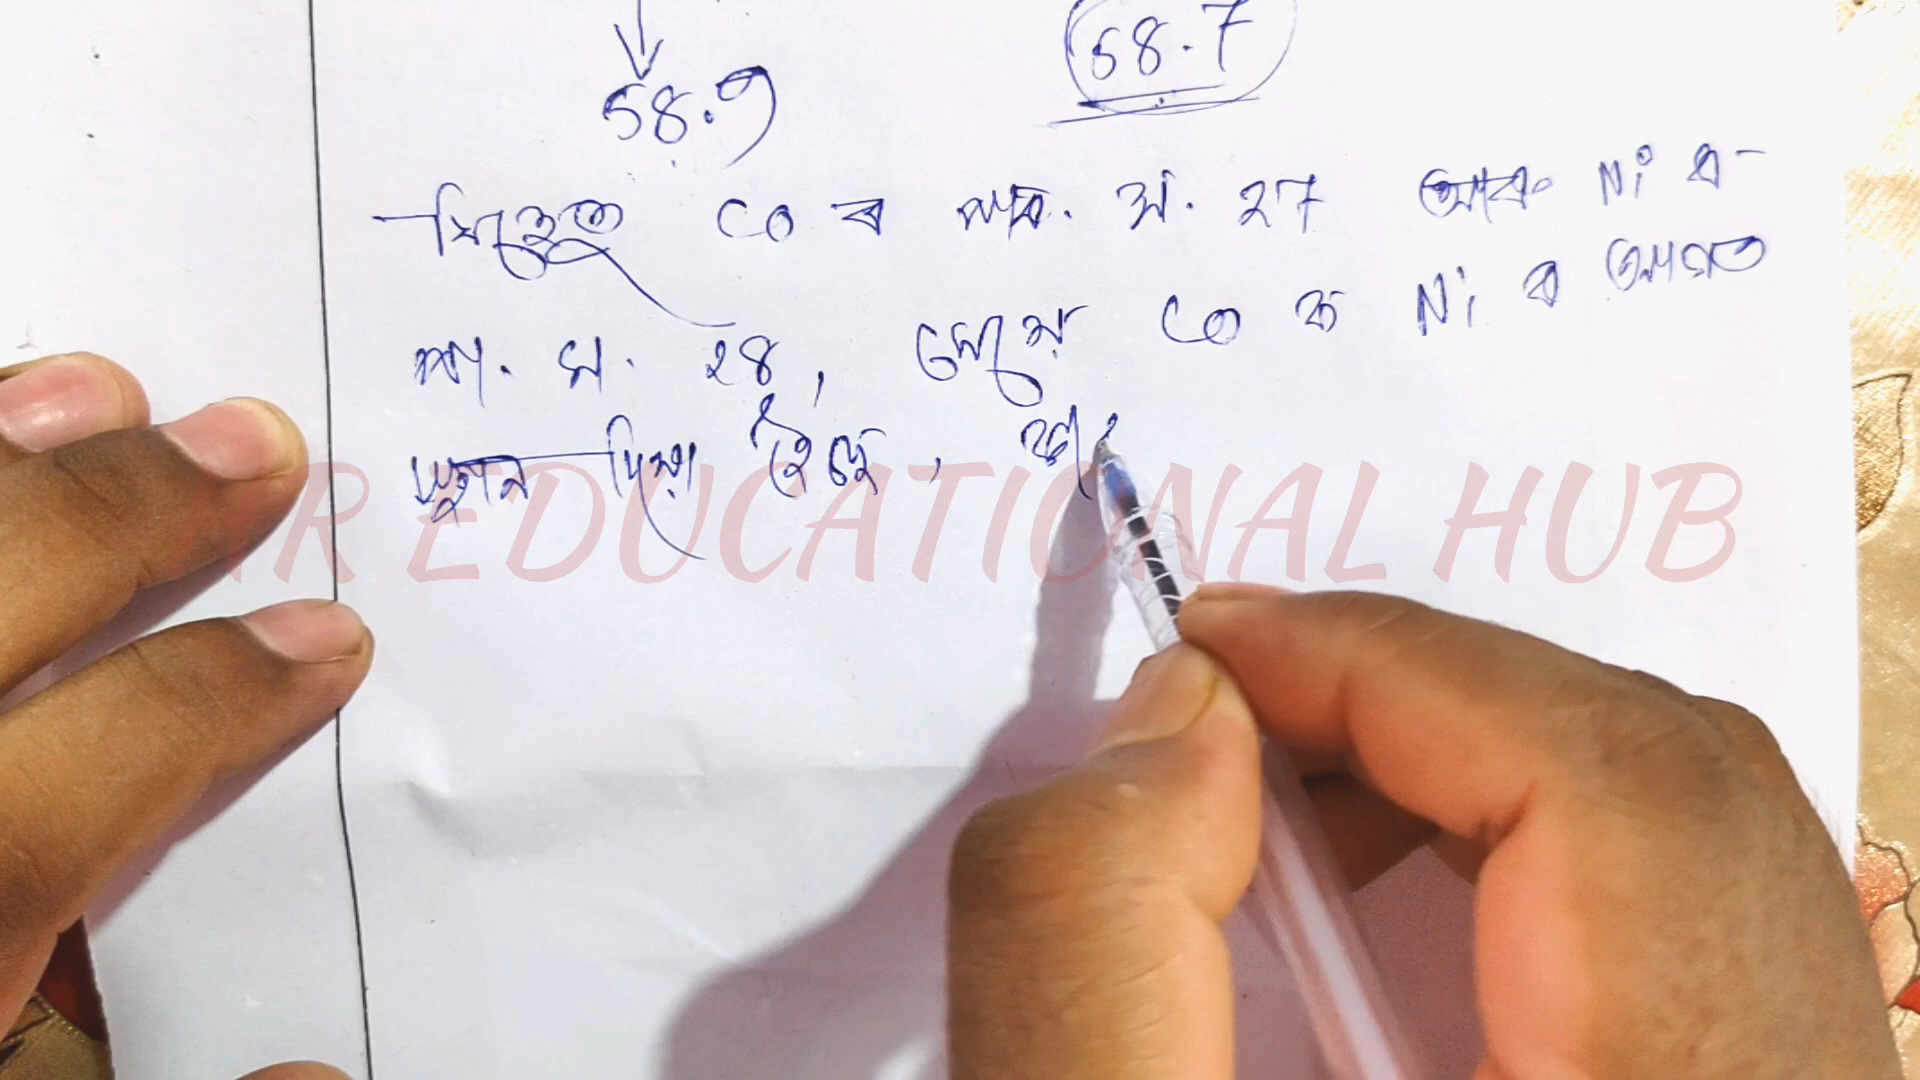 58.9 58.7
যিহেতু Co ৰ পাৰ. সং. 27 আৰু Ni ৰ
পা. স. 28, সেয়ে Co ক Ni ৰ আগত
স্থান দিয়া হৈছে,
R EDUCATIONAL HUB